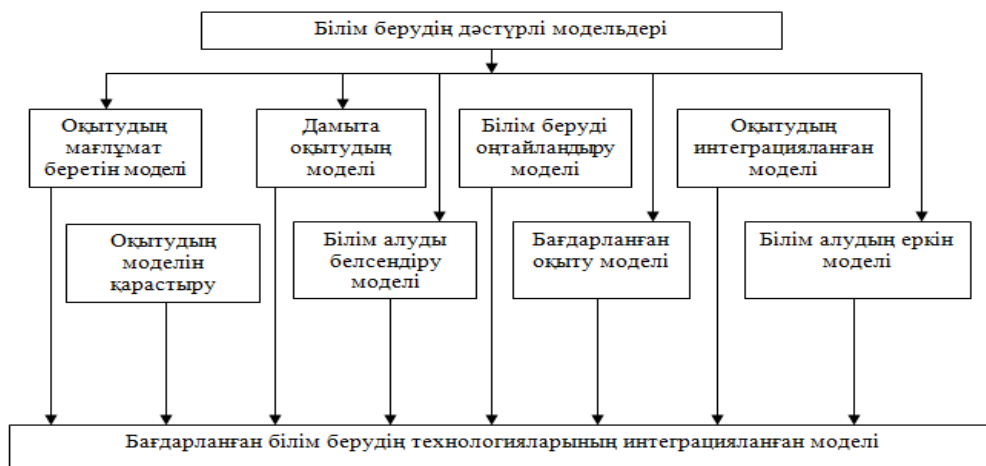 Білім берудің дәстүрлі модельдері
Оқытудың
мағлұмат
беретін моделі
Дамыта
оқытудың
моделі
Білім беруді
оңтайландыру
моделі
Оқытудың
интеграцияланған
моделі
Оқытудың
моделін
қарастыру
Білім алуды
белсендіру
моделі
Бағдарланған
оқыту моделі
Білім алудың еркін
моделі
Бағдарланған білім берудің технологияларының интеграцияланған моделі